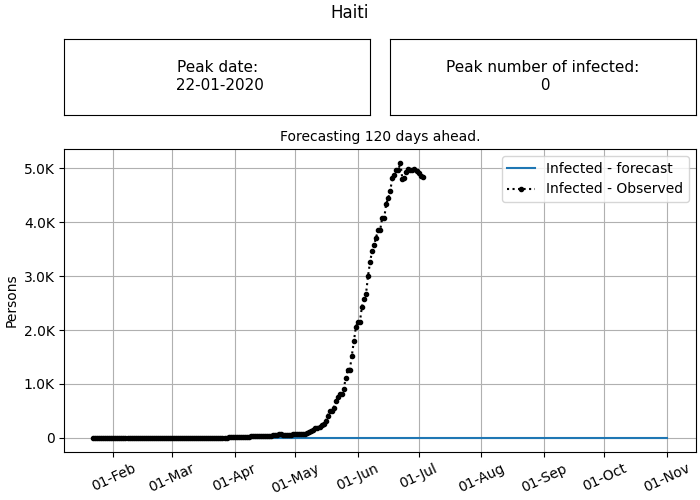 Haiti
Peak date:
22-01-2020
Peak number of infected:
0
Forecasting 120 days ahead.
Infected - forecast
Infected - Observed
Persons
5.0K
4.0K
3.0K
2.0K
1.0K
0
01-Feb
01-Mar
01-Apr
01-May
01-Jun
01-Jul
01-Aug
01-Sep
01-Oct
01-Nov